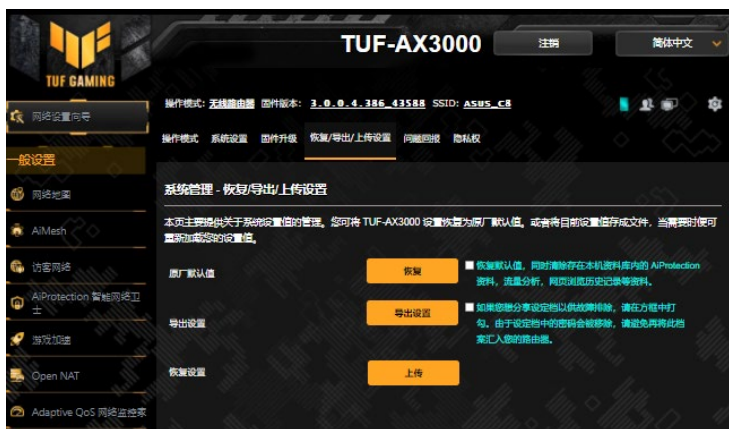 TUF-AX3000
注销
简体中文
TUF GAMING
操作模式: 无线路由器 固件版本: 3.0.0.4.386_43588 SSID: ASUS_C8
网络设置向导
操作模式 系统设置 固件升级 恢复/导出/上传设置 问题回报 隐私权
一般设置
网络地图
AiMesh
访客网络
AiProtection 智能网络卫
士
游戏加速
Open NAT
Adaptive QoS 网络监控家
系统管理 - 恢复/导出/上传设置
本页主要提供关于系统设置值的管理。您可将 TUF-AX3000 设置恢复为原厂默认值。或者将目前设置值存成文件，当需要时便可
重新加载您的设置值。
原厂默认值
恢复
恢复默认值，同时清除存在本机资料库内的 AiProtection
资料，流量分析，网页浏览历史记录等资料。
导出设置
导出设置
如果您想分享设定档以供故障排除，请在方框中打
勾。由于设定档中的密码会被移除，请避免再将此档
案汇入您的路由器。
恢复设置
上传